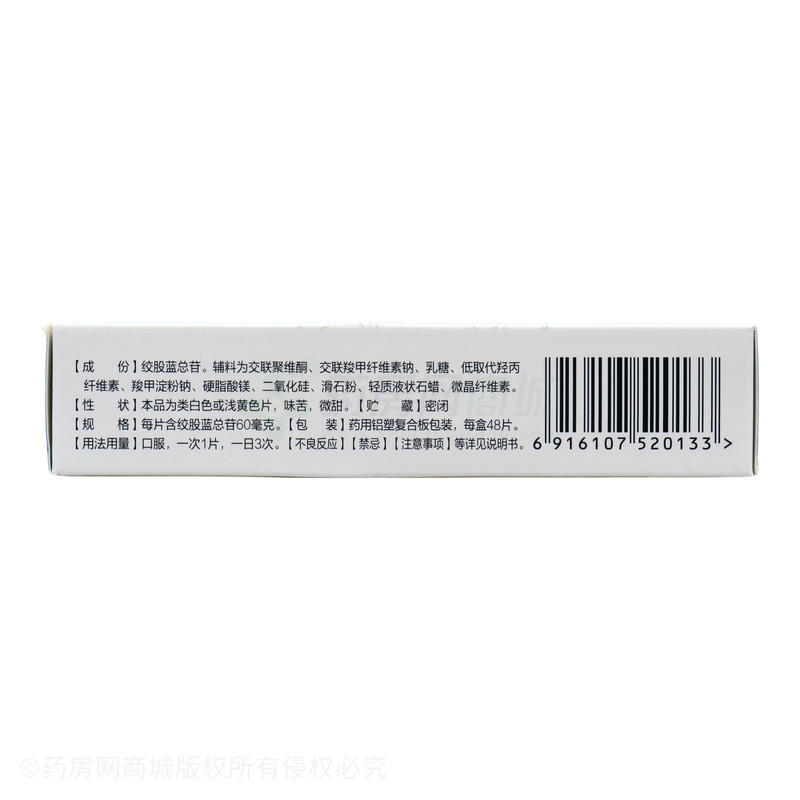 【成 份】绞股蓝总苷。辅料为交联聚维酮、交联羧甲纤维素钠、乳糖、低取代羟丙
纤维素、羧甲淀粉钠、硬脂酸镁、二氧化硅、滑石粉、轻质液状石蜡、微晶纤维素。
【性 状】本品为类白色或浅黄色片，味苦，微甜。【贮 藏】密闭
【规 格】每片含绞股蓝总苷60毫克。【包 装】药用铝塑复合板包装，每盒48片。
【用法用量】口服，一次1片，一日3次。【不良反应】【禁忌】【注意事项】等详见说明书。
6 916107 520133 >
©药房网商城版权所有侵权必究